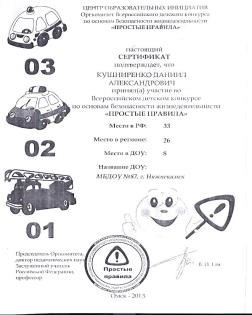 ЦЕНТР ОБРАЗОВАТЕЛЬНЫХ ИНИЦИАТИВ
Оргкомитет Всероссийского детского конкурса
по основам безопасности жизнедеятельности
«ПРОСТЫЕ ПРАВИЛА»
настоящий
СЕРТИФИКАТ
подтверждает, что
КУШНИРЕНКО ДАНИИЛ
АЛЕКСАНДРОВИЧ
принял(а) участие во
Всероссийском детском конкурсе
по основам безопасности жизнедеятельности
«ПРОСТЫЕ ПРАВИЛА»
Место в РФ: 33
Место в регионе: 26
Место в ДОУ: 8
Название ДОУ:
МБДОУ №87, г. Нижнекамск
03
02
01
Председатель Оргкомитета,
доктор педагогических наук,
Заслуженный учитель
Российской Федерации,
профессор
Простые
правила
Омск - 2013